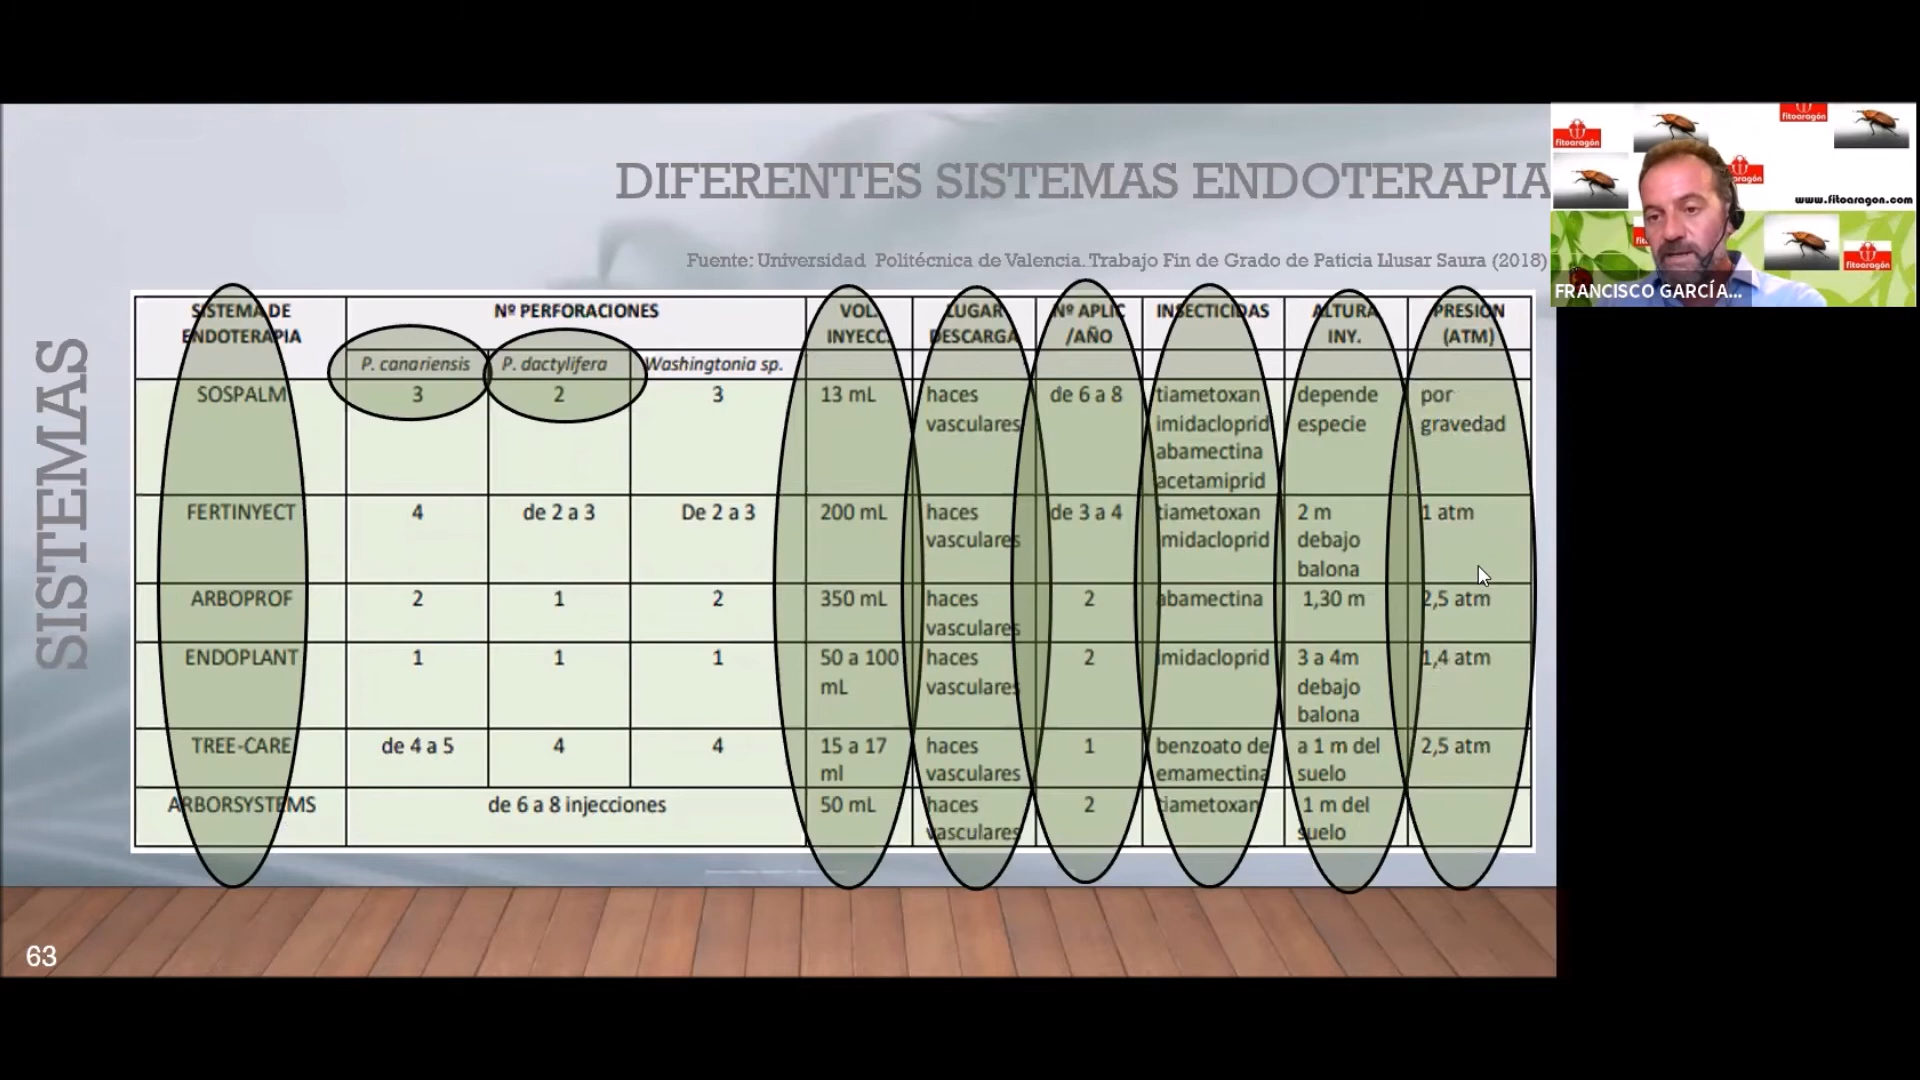 DIFERENTES SISTEMAS ENDOTERAPIA
Fuente: Universidad Politécnica de Valencia. Trabajo Fin de Grado de Paticia Llusar Saura (2018)
SISTEMAS
SISTEMA DE ENDOTERAPIA Nº PERFORACIONES VOL. INYECC. LUGAR DESCARGA Nº APLIC /AÑO INSECTICIDAS ALTURA INY. PRESIÓN (ATM)
P. canariensis P. dactylifera Washingtonia sp.
SOSPALM 3 2 3 13 mL haces vasculares de 6 a 8 tiametoxan imidacloprid abamectina acetamiprid depende especie por gravedad
FERTINYECT 4 de 2 a 3 De 2 a 3 200 mL haces vasculares de 3 a 4 tiametoxan imidacloprid 2 m debajo balona 1 atm
ARBOPROF 2 1 2 350 mL haces vasculares 2 abamectina 1,30 m 2,5 atm
ENDOPLANT 1 1 1 50 a 100 mL haces vasculares 2 imidacloprid 3 a 4m debajo balona 1,4 atm
TREE-CARE de 4 a 5 4 4 15 a 17 ml haces vasculares 1 benzoato de emamectina a 1 m del suelo 2,5 atm
ARBORSYSTEMS de 6 a 8 injecciones 50 mL haces vasculares 2 tiametoxan 1 m del suelo
63
fitoaragón
fitoaragón
www.fitoaragon.com
fitoaragón
FRANCISCO GARCÍA...